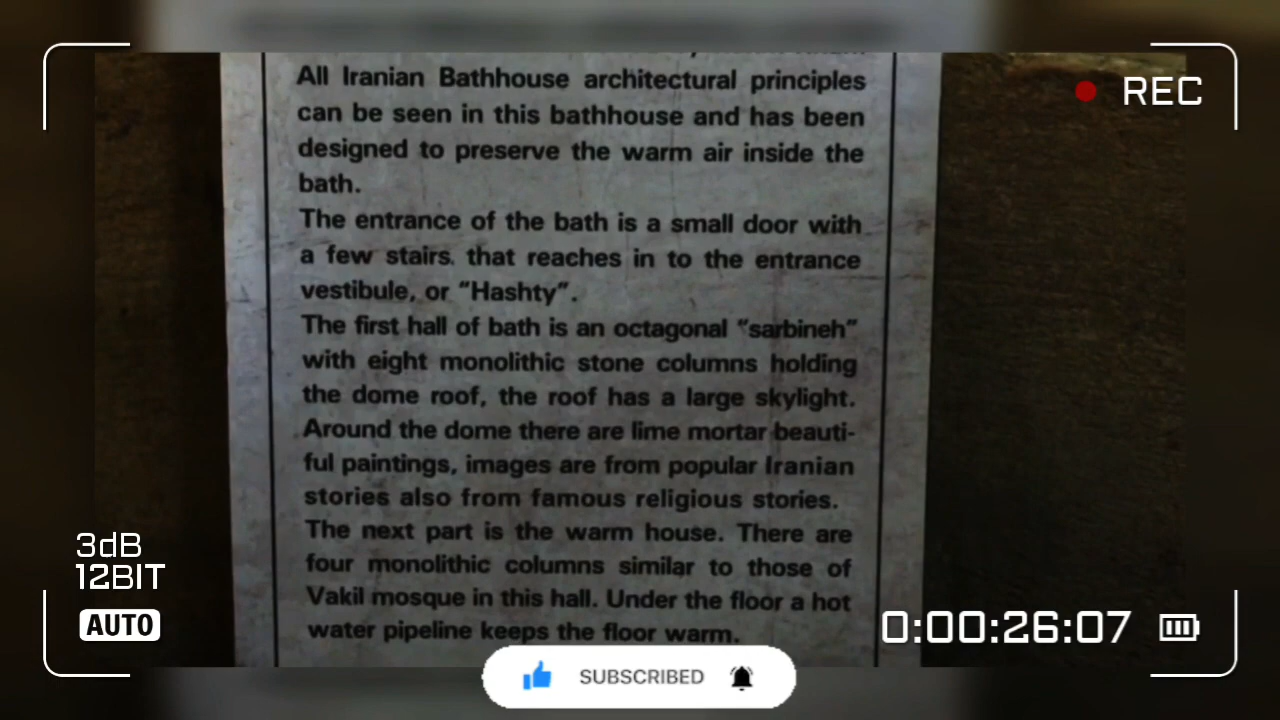 All Iranian Bathhouse architectural principles
can be seen in this bathhouse and has been
designed to preserve the warm air inside the
bath.
The entrance of the bath is a small door with
a few stairs. that reaches in to the entrance
vestibule, or “Hashty”.
The first hall of bath is an octagonal “sarbineh”
with eight monolithic stone columns holding
the dome roof, the roof has a large skylight.
Around the dome there are lime mortar beauti-
ful paintings, images are from popular Iranian
stories also from famous religious stories.
The next part is the warm house. There are
four monolithic columns similar to those of
Vakil mosque in this hall. Under the floor a hot
water pipeline keeps the floor warm.
REC
3dB
12BIT
AUTO
0:00:26:07
SUBSCRIBED